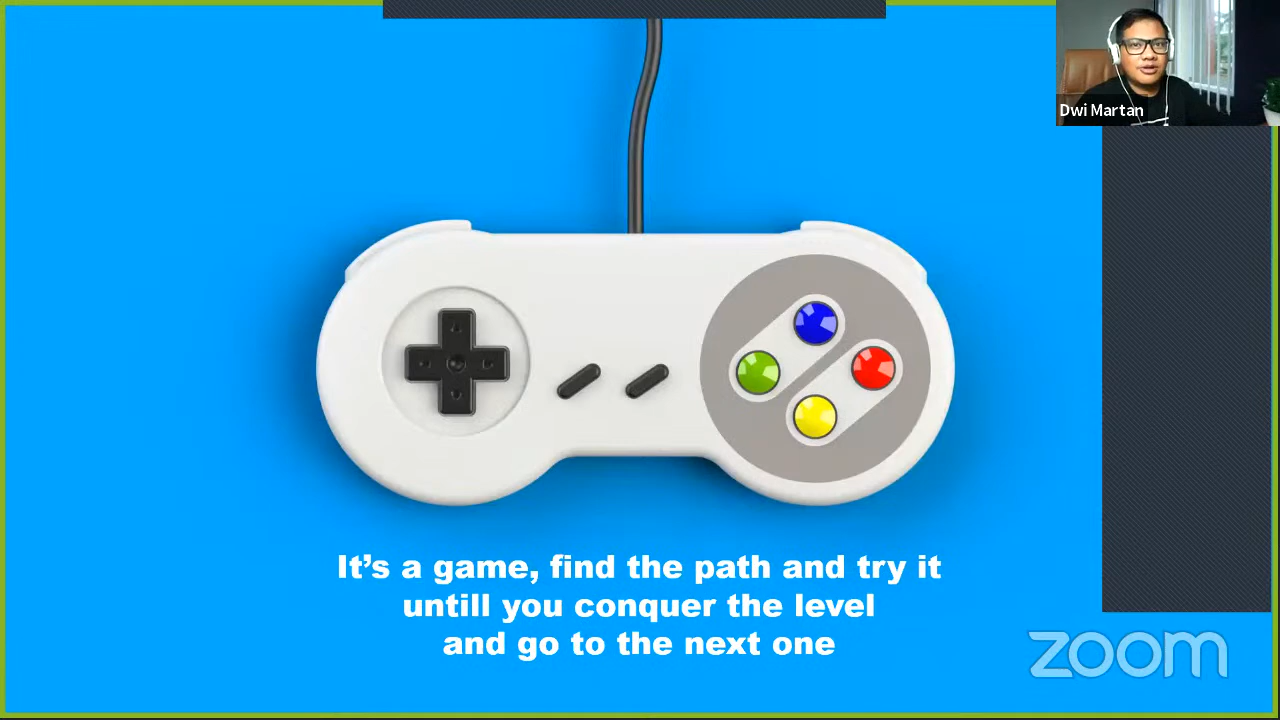 Dwi Martan
It's a game, find the path and try it
untill you conquer the level
and go to the next one
zoom